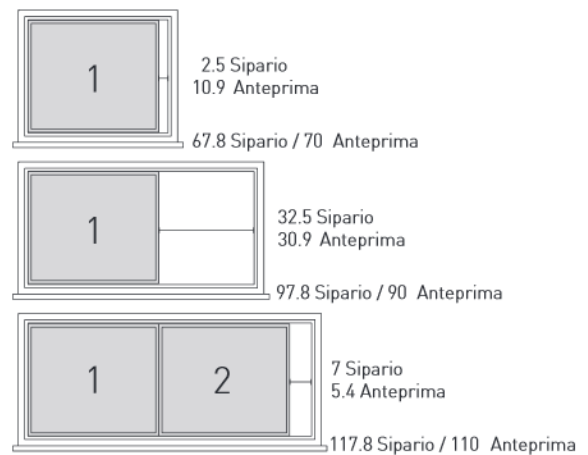 1
2.5 Sipario
10.9 Anteprima
67.8 Sipario / 70 Anteprima
1
32.5 Sipario
30.9 Anteprima
97.8 Sipario / 90 Anteprima
1 2
7 Sipario
5.4 Anteprima
117.8 Sipario / 110 Anteprima